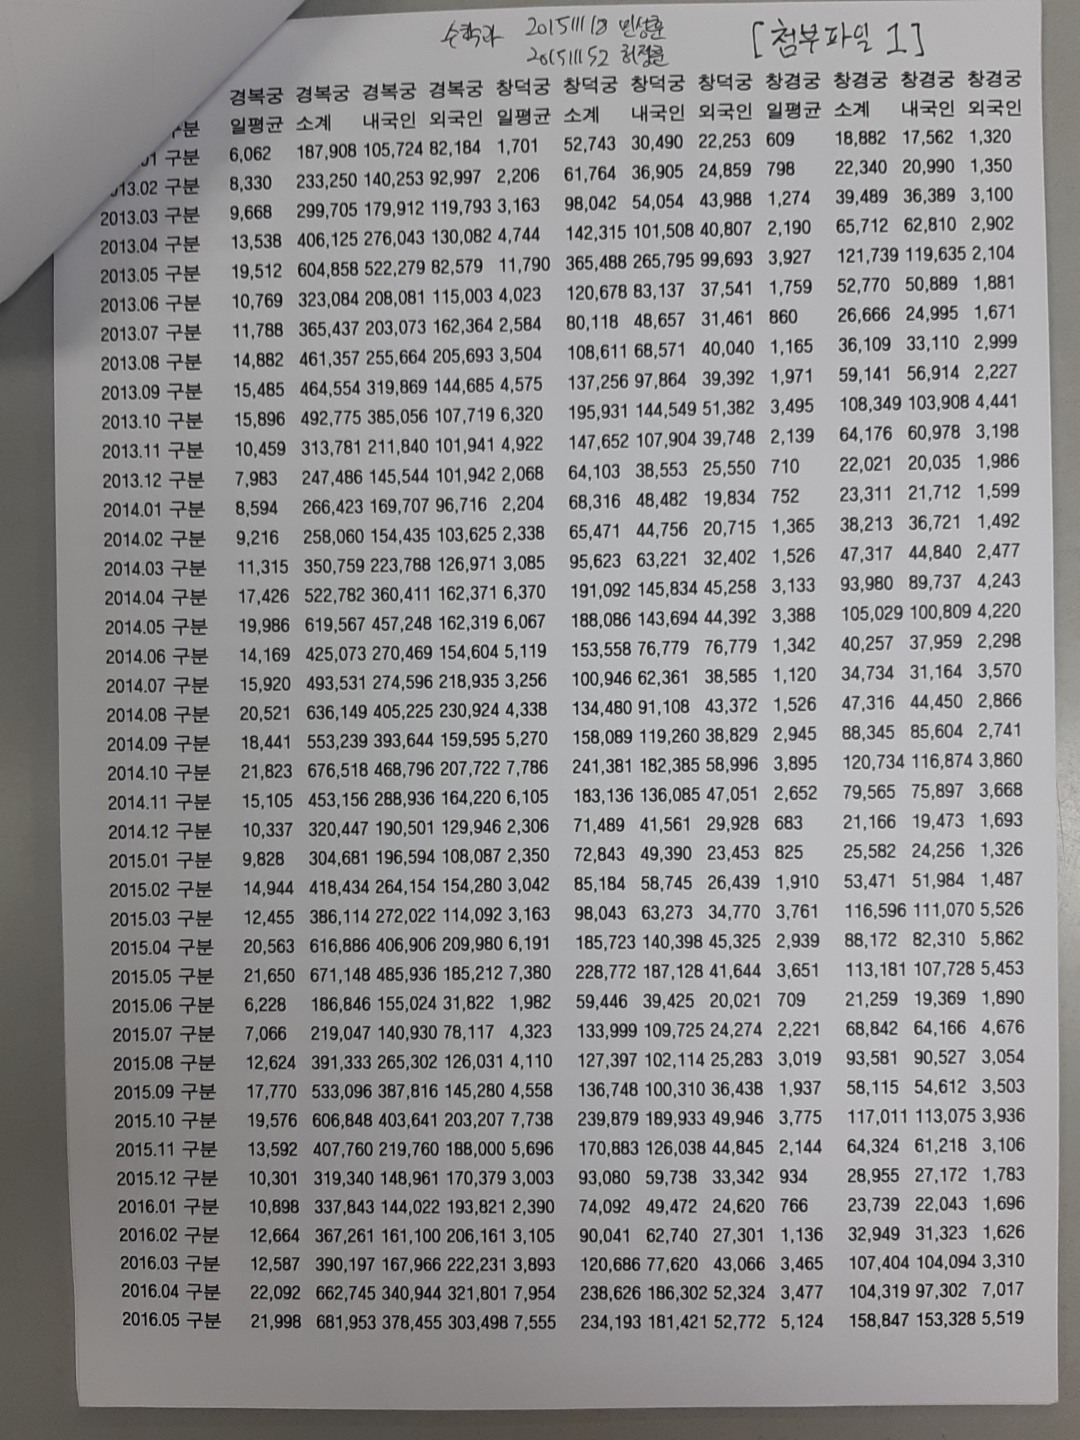 수학과 20151118 민성훈 [첨부파일 1]
20151152 허정륜
경복궁 경복궁 경복궁 경복궁 창덕궁 창덕궁 창덕궁 창덕궁 창경궁 창경궁 창경궁 창경궁
구분 일평균 소계 내국인 외국인 일평균 소계 내국인 외국인 일평균 소계 내국인 외국인
01 구분 6,062 187,908 105,724 82,184 1,701 52,743 30,490 22,253 609 18,882 17,562 1,320
2013.02 구분 8,330 233,250 140,253 92,997 2,206 61,764 36,905 24,859 798 22,340 20,990 1,350
2013.03 구분 9,668 299,705 179,912 119,793 3,163 98,042 54,054 43,988 1,274 39,489 36,389 3,100
2013.04 구분 13,538 406,125 276,043 130,082 4,744 142,315 101,508 40,807 2,190 65,712 62,810 2,902
2013.05 구분 19,512 604,858 522,279 82,579 11,790 365,488 265,795 99,693 3,927 121,739 119,635 2,104
2013.06 구분 10,769 323,084 208,081 115,003 4,023 120,678 83,137 37,541 1,759 52,770 50,889 1,881
2013.07 구분 11,788 365,437 203,073 162,364 2,584 80,118 48,657 31,461 860 26,666 24,995 1,671
2013.08 구분 14,882 461,357 255,664 205,693 3,504 108,611 68,571 40,040 1,165 36,109 33,110 2,999
2013.09 구분 15,485 464,554 319,869 144,685 4,575 137,256 97,864 39,392 1,971 59,141 56,914 2,227
2013.10 구분 15,896 492,775 385,056 107,719 6,320 195,931 144,549 51,382 3,495 108,349 103,908 4,441
2013.11 구분 10,459 313,781 211,840 101,941 4,922 147,652 107,904 39,748 2,139 64,176 60,978 3,198
2013.12 구분 7,983 247,486 145,544 101,942 2,068 64,103 38,553 25,550 710 22,021 20,035 1,986
2014.01 구분 8,594 266,423 169,707 96,716 2,204 68,316 48,482 19,834 752 23,311 21,712 1,599
2014.02 구분 9,216 258,060 154,435 103,625 2,338 65,471 44,756 20,715 1,365 38,213 36,721 1,492
2014.03 구분 11,315 350,759 223,788 126,971 3,085 95,623 63,221 32,402 1,526 47,317 44,840 2,477
2014.04 구분 17,426 522,782 360,411 162,371 6,370 191,092 145,834 45,258 3,133 93,980 89,737 4,243
2014.05 구분 19,986 619,567 457,248 162,319 6,067 188,086 143,694 44,392 3,388 105,029 100,809 4,220
2014.06 구분 14,169 425,073 270,469 154,604 5,119 153,558 76,779 76,779 1,342 40,257 37,959 2,298
2014.07 구분 15,920 493,531 274,596 218,935 3,256 100,946 62,361 38,585 1,120 34,734 31,164 3,570
2014.08 구분 20,521 636,149 405,225 230,924 4,338 134,480 91,108 43,372 1,526 47,316 44,450 2,866
2014.09 구분 18,441 553,239 393,644 159,595 5,270 158,089 119,260 38,829 2,945 88,345 85,604 2,741
2014.10 구분 21,823 676,518 468,796 207,722 7,786 241,381 182,385 58,996 3,895 120,734 116,874 3,860
2014.11 구분 15,105 453,156 288,936 164,220 6,105 183,136 136,085 47,051 2,652 79,565 75,897 3,668
2014.12 구분 10,337 320,447 190,501 129,946 2,306 71,489 41,561 29,928 683 21,166 19,473 1,693
2015.01 구분 9,828 304,681 196,594 108,087 2,350 72,843 49,390 23,453 825 25,582 24,256 1,326
2015.02 구분 14,944 418,434 264,154 154,280 3,042 85,184 58,745 26,439 1,910 53,471 51,984 1,487
2015.03 구분 12,455 386,114 272,022 114,092 3,163 98,043 63,273 34,770 3,761 116,596 111,070 5,526
2015.04 구분 20,563 616,886 406,906 209,980 6,191 185,723 140,398 45,325 2,939 88,172 82,310 5,862
2015.05 구분 21,650 671,148 485,936 185,212 7,380 228,772 187,128 41,644 3,651 113,181 107,728 5,453
2015.06 구분 6,228 186,846 155,024 31,822 1,982 59,446 39,425 20,021 709 21,259 19,369 1,890
2015.07 구분 7,066 219,047 140,930 78,117 4,323 133,999 109,725 24,274 2,221 68,842 64,166 4,676
2015.08 구분 12,624 391,333 265,302 126,031 4,110 127,397 102,114 25,283 3,019 93,581 90,527 3,054
2015.09 구분 17,770 533,096 387,816 145,280 4,558 136,748 100,310 36,438 1,937 58,115 54,612 3,503
2015.10 구분 19,576 606,848 403,641 203,207 7,738 239,879 189,933 49,946 3,775 117,011 113,075 3,936
2015.11 구분 13,592 407,760 219,760 188,000 5,696 170,883 126,038 44,845 2,144 64,324 61,218 3,106
2015.12 구분 10,301 319,340 148,961 170,379 3,003 93,080 59,738 33,342 934 28,955 27,172 1,783
2016.01 구분 10,898 337,843 144,022 193,821 2,390 74,092 49,472 24,620 766 23,739 22,043 1,696
2016.02 구분 12,664 367,261 161,100 206,161 3,105 90,041 62,740 27,301 1,136 32,949 31,323 1,626
2016.03 구분 12,587 390,197 167,966 222,231 3,893 120,686 77,620 43,066 3,465 107,404 104,094 3,310
2016.04 구분 22,092 662,745 340,944 321,801 7,954 238,626 186,302 52,324 3,477 104,319 97,302 7,017
2016.05 구분 21,998 681,953 378,455 303,498 7,555 234,193 181,421 52,772 5,124 158,847 153,328 5,519